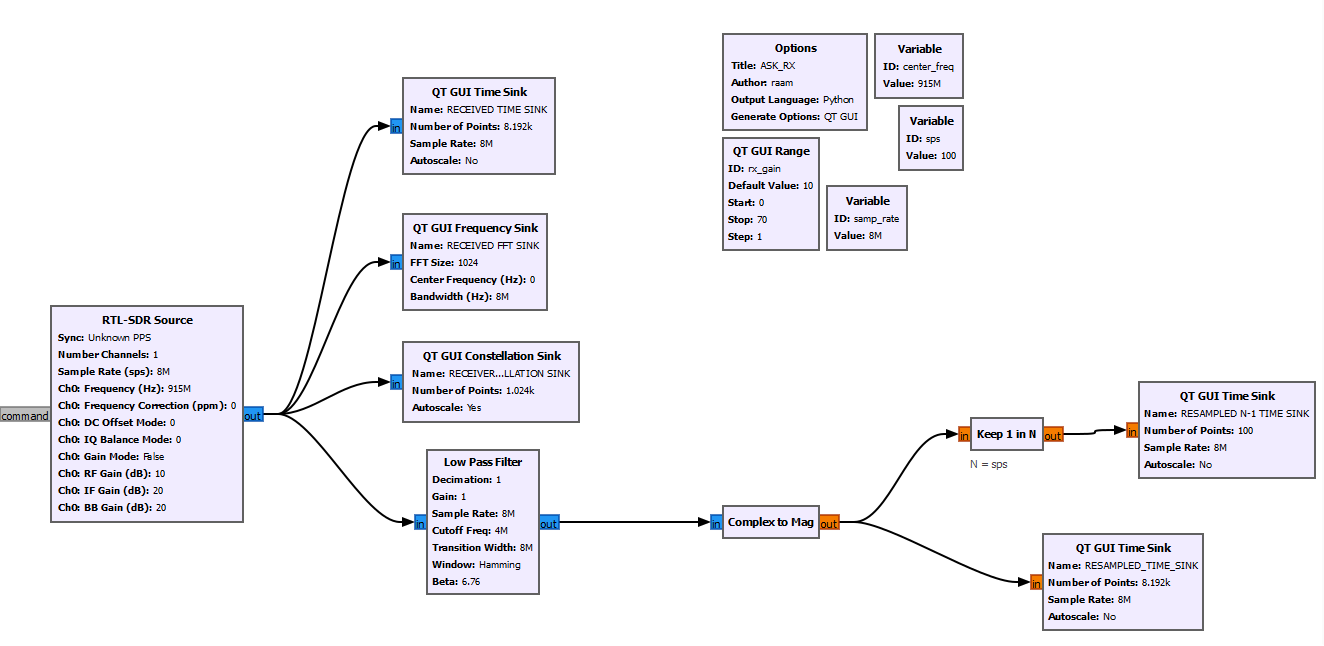 Options
Title: ASK_RX
Author: raam
Output Language: Python
Generate Options: QT GUI
Variable
ID: center_freq
Value: 915M
Variable
ID: sps
Value: 100
QT GUI Range
ID: rx_gain
Default Value: 10
Start: 0
Stop: 70
Step: 1
Variable
ID: samp_rate
Value: 8M
QT GUI Time Sink
Name: RECEIVED TIME SINK
Number of Points: 8.192k
Sample Rate: 8M
Autoscale: No
in
QT GUI Frequency Sink
Name: RECEIVED FFT SINK
FFT Size: 1024
Center Frequency (Hz): 0
Bandwidth (Hz): 8M
in
RTL-SDR Source
Sync: Unknown PPS
Number Channels: 1
Sample Rate (sps): 8M
Ch0: Frequency (Hz): 915M
Ch0: Frequency Correction (ppm): 0
Ch0: DC Offset Mode: 0
Ch0: IQ Balance Mode: 0
Ch0: Gain Mode: False
Ch0: RF Gain (dB): 10
Ch0: IF Gain (dB): 20
Ch0: BB Gain (dB): 20
command
out
QT GUI Constellation Sink
Name: RECEIVER...LLATION SINK
Number of Points: 1.024k
Autoscale: Yes
in
Low Pass Filter
Decimation: 1
Gain: 1
Sample Rate: 8M
Cutoff Freq: 4M
Transition Width: 8M
Window: Hamming
Beta: 6.76
in
out
in
Complex to Mag
out
in
Keep 1 in N
out
N = sps
QT GUI Time Sink
Name: RESAMPLED N-1 TIME SINK
Number of Points: 100
Sample Rate: 8M
Autoscale: No
in
QT GUI Time Sink
Name: RESAMPLED_TIME_SINK
Number of Points: 8.192k
Sample Rate: 8M
Autoscale: No
in